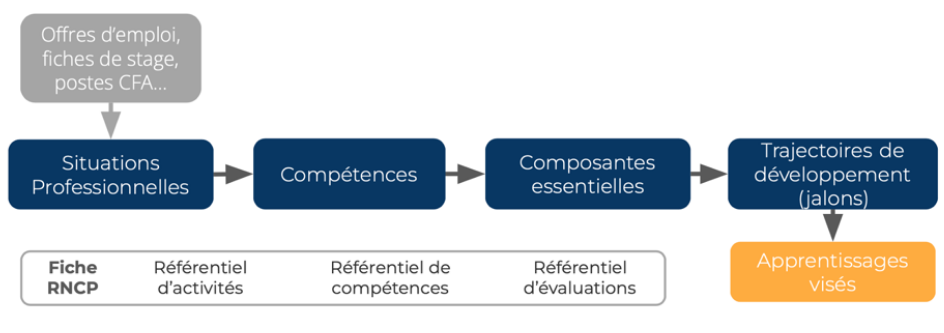 Offres d'emploi,
fiches de stage,
postes CFA...
Situations
Professionnelles
Compétences
Composantes
essentielles
Trajectoires de
développement
(jalons)
Apprentissages
visés
Fiche
RNCP
Référentiel
d'activités
Référentiel de
compétences
Référentiel
d'évaluations